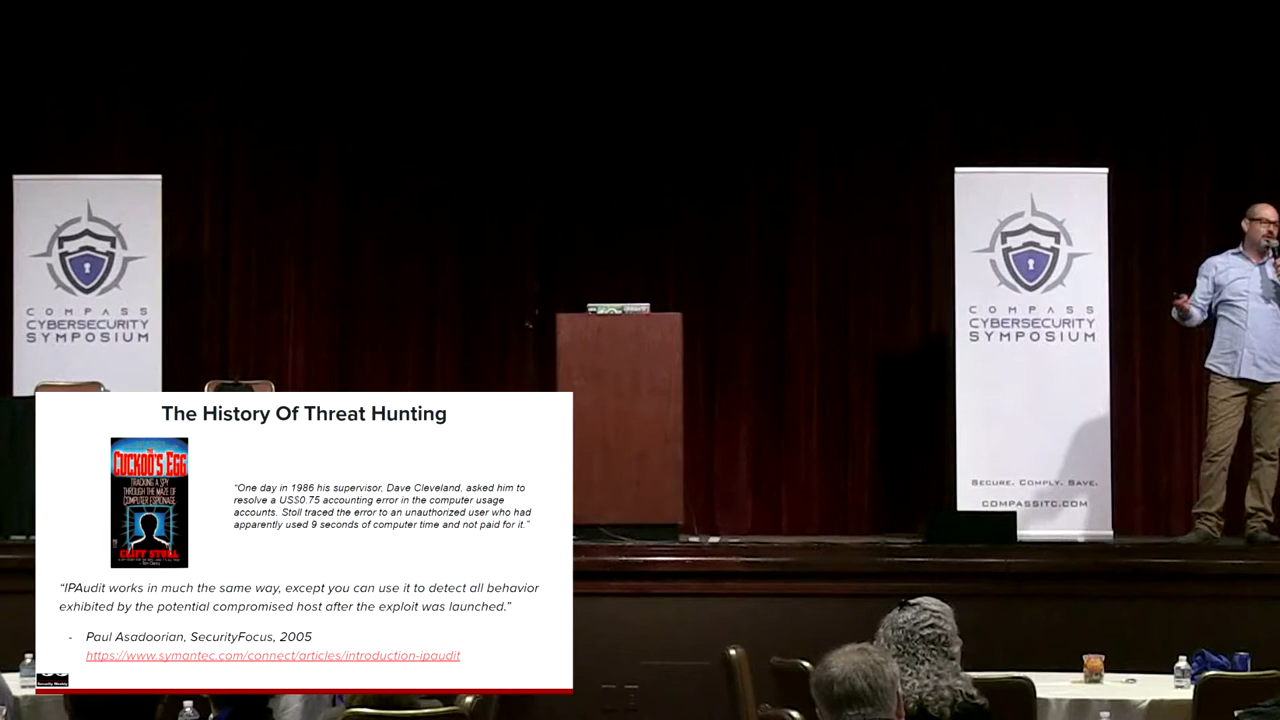 COMPASS
CYBERSECURITY
SYMPOSIUM
COMPASS
CYBERSECURITY
SYMPOSIUM
SECURE. COMPLY. SAVE.
COMPASSITC.COM
The History Of Threat Hunting
THE
CUCKOO'S EGG
TRACKING A SPY
THROUGH THE MAZE OF
COMPUTER ESPIONAGE
CLIFF STOLL
“One day in 1986 his supervisor, Dave Cleveland, asked him to
resolve a US$0.75 accounting error in the computer usage
accounts. Stoll traced the error to an unauthorized user who had
apparently used 9 seconds of computer time and not paid for it.”
“IPAudit works in much the same way, except you can use it to detect all behavior
exhibited by the potential compromised host after the exploit was launched.”
- Paul Asadoorian, SecurityFocus, 2005
https://www.symantec.com/connect/articles/introduction-ipaudit
Security Weekly